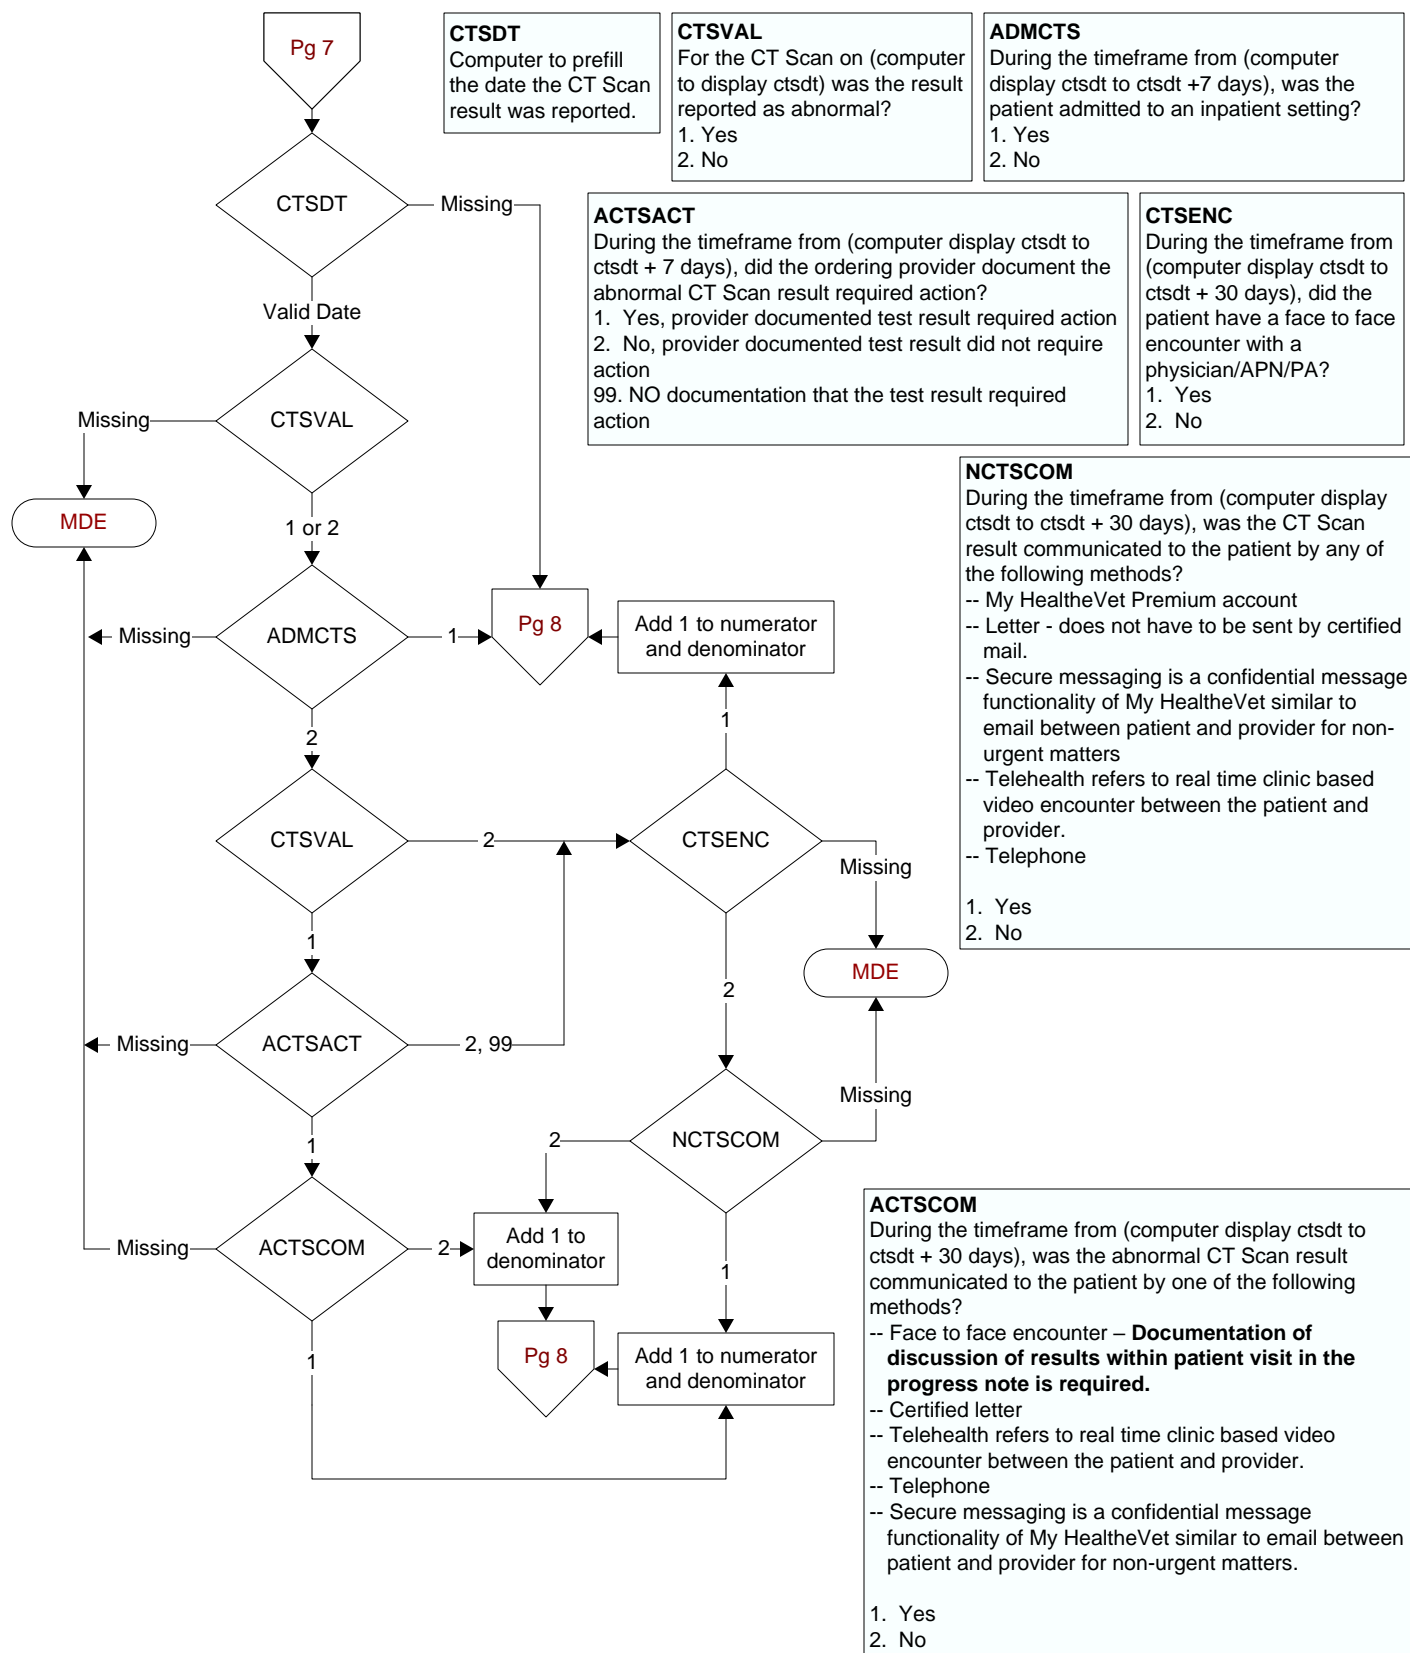 Pg 7
CTSDT
Computer to prefill
the date the CT Scan
result was reported.
CTSVAL
For the CT Scan on (computer
to display ctsdt) was the result
reported as abnormal?
1. Yes
2. No
ADMCTS
During the timeframe from (computer
display ctsdt to ctsdt +7 days), was the
patient admitted to an inpatient setting?
1. Yes
2. No
CTSDT
Missing
ACTSACT
During the timeframe from (computer display ctsdt to
ctsdt + 7 days), did the ordering provider document the
abnormal CT Scan result required action?
1. Yes, provider documented test result required action
2. No, provider documented test result did not require
action
99. NO documentation that the test result required
action
CTSENC
During the timeframe from
(computer display ctsdt to
ctsdt + 30 days), did the
patient have a face to face
encounter with a
physician/APN/PA?
1. Yes
2. No
Valid Date
Missing
CTSVAL
MDE
1 or 2
NCTSCOM
During the timeframe from (computer display
ctsdt to ctsdt + 30 days), was the CT Scan
result communicated to the patient by any of
the following methods?
-- My HealtheVet Premium account
-- Letter - does not have to be sent by certified
mail.
-- Secure messaging is a confidential message
functionality of My HealtheVet similar to
email between patient and provider for non-
urgent matters
-- Telehealth refers to real time clinic based
video encounter between the patient and
provider.
-- Telephone
1. Yes
2. No
Missing
ADMCTS
1
Pg 8
Add 1 to numerator
and denominator
2
1
CTSVAL
2
CTSENC
Missing
1
MDE
2
Missing
ACTSACT
2, 99
Missing
1
2
NCTSCOM
Missing
ACTSCOM
2
Add 1 to
denominator
1
1
Pg 8
Add 1 to numerator
and denominator
ACTSCOM
During the timeframe from (computer display ctsdt to
ctsdt + 30 days), was the abnormal CT Scan result
communicated to the patient by one of the following
methods?
-- Face to face encounter – Documentation of
discussion of results within patient visit in the
progress note is required.
-- Certified letter
-- Telehealth refers to real time clinic based video
encounter between the patient and provider.
-- Telephone
-- Secure messaging is a confidential message
functionality of My HealtheVet similar to email between
patient and provider for non-urgent matters.
1. Yes
2. No